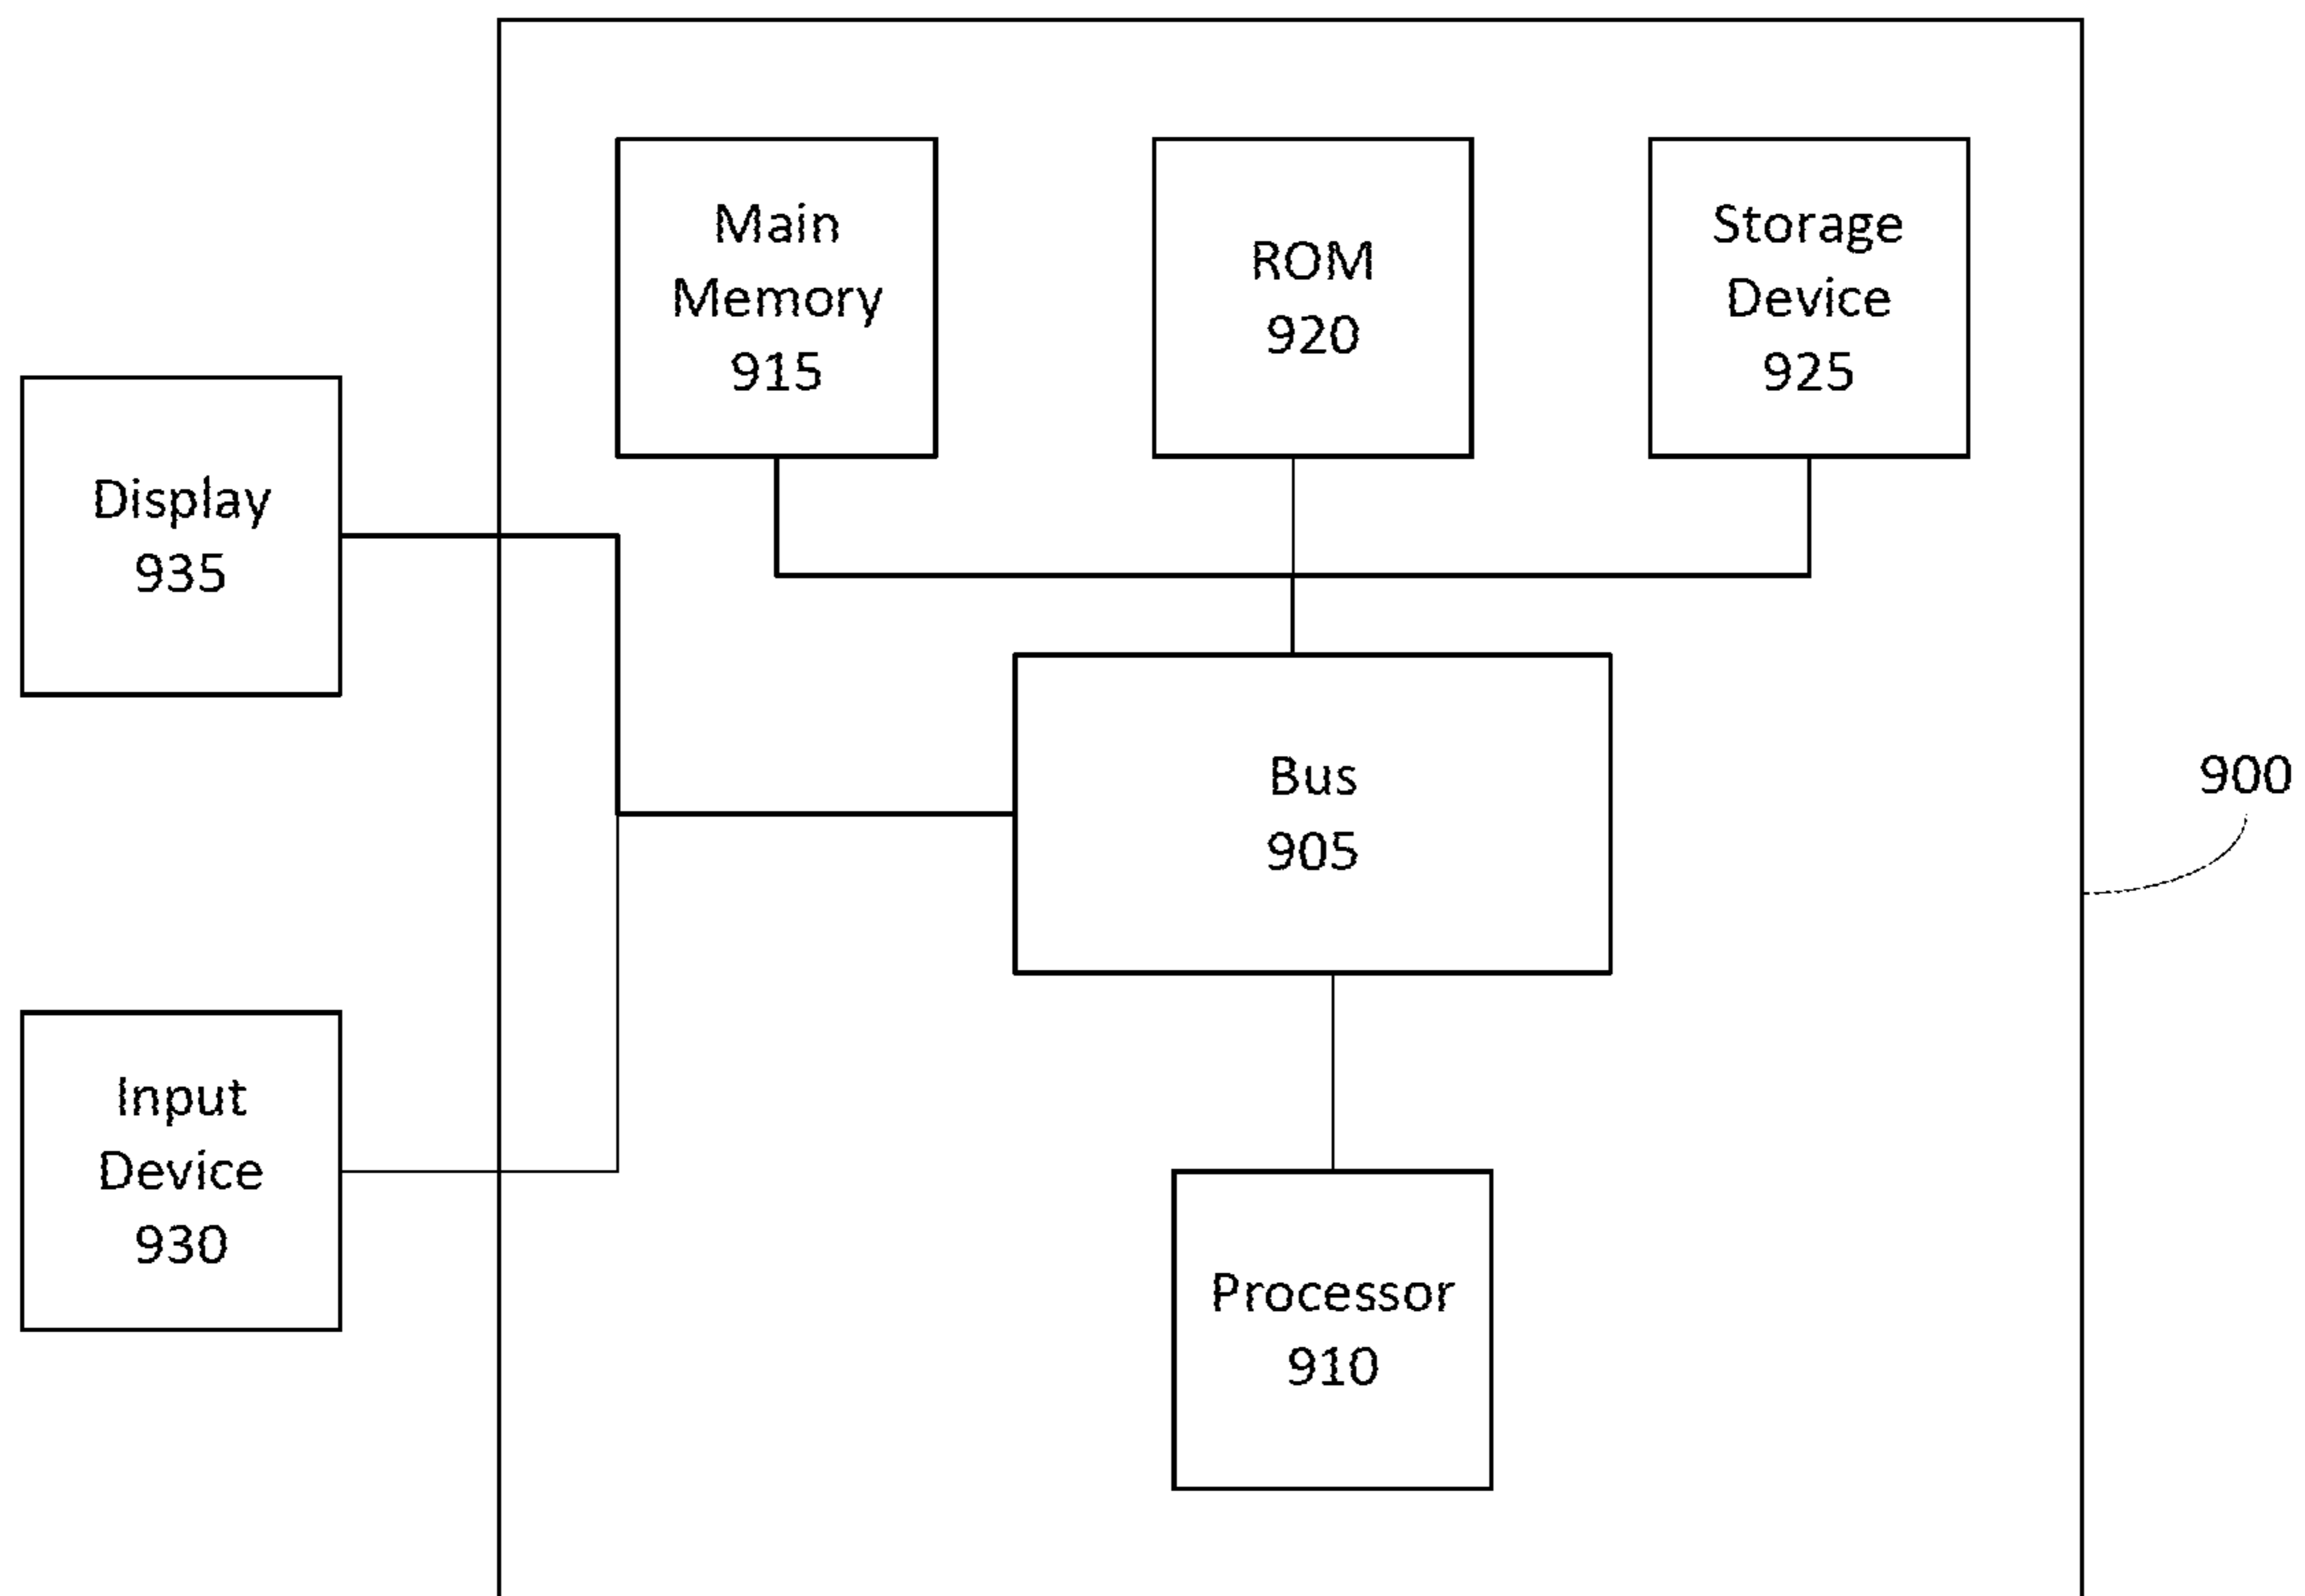 Main
Memory
915
ROM
920
Storage
Device
925
Display
935
Bus
905
900
Input
Device
930
Processor
910